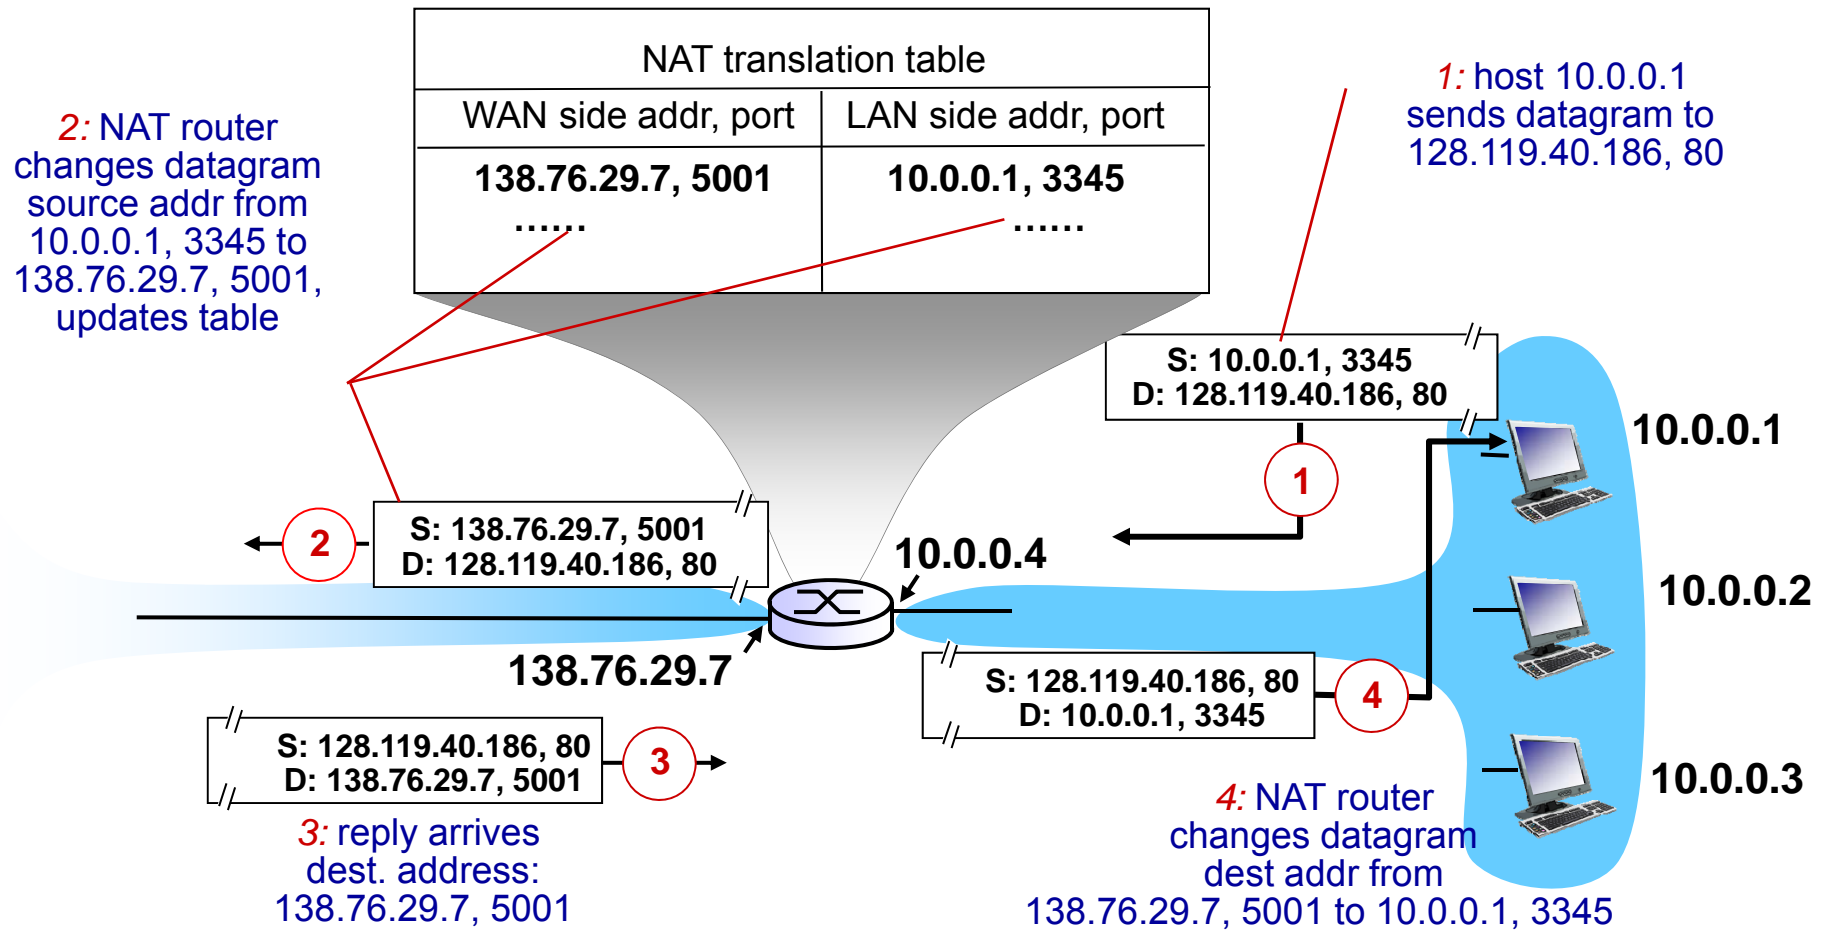 NAT translation table
WAN side addr, port
LAN side addr, port
138.76.29.7, 5001
10.0.0.1, 3345
......
......
1: host 10.0.0.1
sends datagram to
128.119.40.186, 80
2: NAT router
changes datagram
source addr from
10.0.0.1, 3345 to
138.76.29.7, 5001,
updates table
S: 10.0.0.1, 3345
D: 128.119.40.186, 80
1
10.0.0.1
S: 138.76.29.7, 5001
D: 128.119.40.186, 80
2
10.0.0.4
10.0.0.2
138.76.29.7
S: 128.119.40.186, 80
D: 10.0.0.1, 3345
4
S: 128.119.40.186, 80
D: 138.76.29.7, 5001
3
10.0.0.3
3: reply arrives
dest. address:
138.76.29.7, 5001
4: NAT router
changes datagram
dest addr from
138.76.29.7, 5001 to 10.0.0.1, 3345